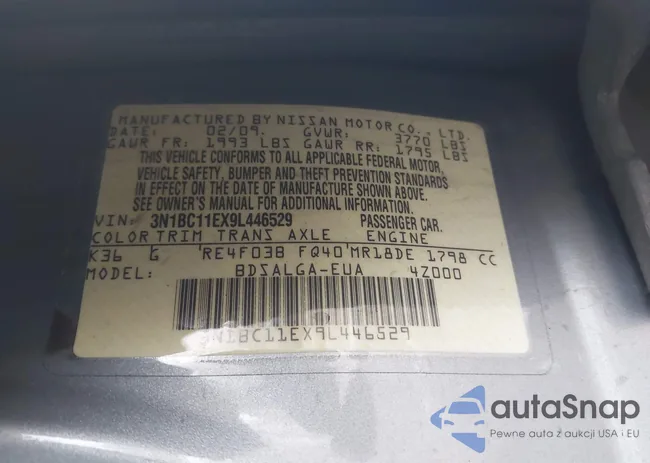 MANUFACTURED BY NISSAN MOTOR CO., LTD.
DATE: 02/09. GVWR: 3770 LBS
GAWR FR: 1993 LBS GAWR RR: 1795 LBS
THIS VEHICLE CONFORMS TO ALL APPLICABLE FEDERAL MOTOR
VEHICLE SAFETY, BUMPER AND THEFT PREVENTION STANDARDS
IN EFFECT ON THE DATE OF MANUFACTURE SHOWN ABOVE.
SEE OWNER'S MANUAL FOR ADDITIONAL INFORMATION.
VIN: 3N1BC11EX9L446529 PASSENGER CAR.
COLOR TRIM TRANS AXLE ENGINE
K36 G RE4F03B FQ40 MR18DE 1798 CC
MODEL: BDSALGA-EUA 4Z000
3N1BC11EX9L446529
autaSnap
Pewne auta z aukcji USA i EU